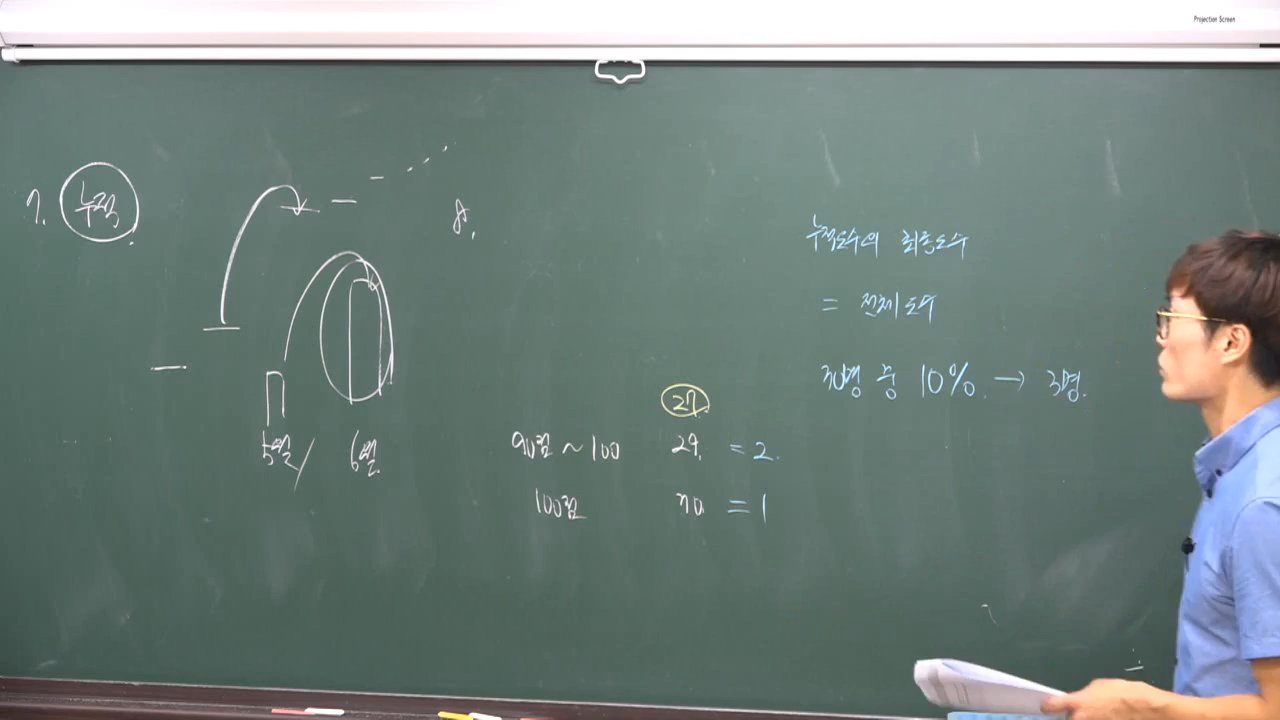 Projection Screen
7. 누적
5월/ 6월
8.
27
90점 ~ 100 29. = 2.
100점 30. = 1
누적도수의 최종도수
= 전체도수
30명 중 10% → 3명.